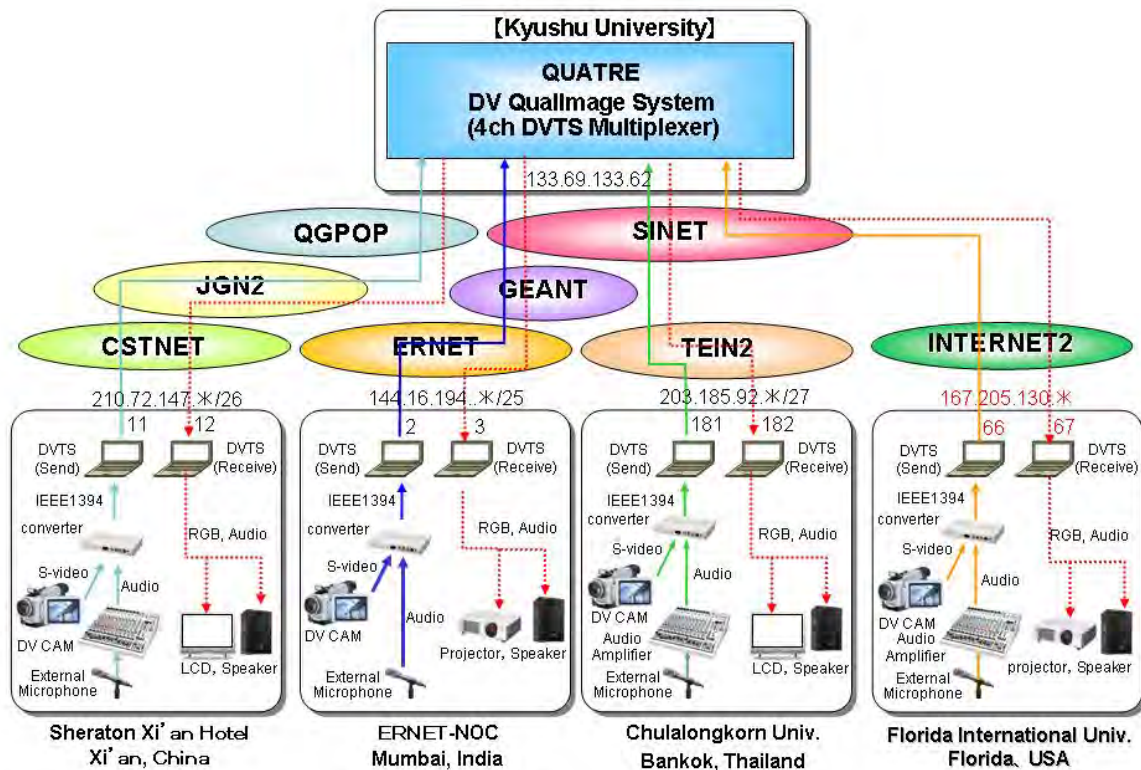 【Kyushu University】
QUATRE
DV QualImage System
(4ch DVTS Multiplexer)
133.69.133.62
QGPOP
SINET
JGN2
GEANT
CSTNET
ERNET
TEIN2
INTERNET2
210.72.147.*/26
11
12
DVTS
(Send)
DVTS
(Receive)
IEEE1394
converter
RGB, Audio
S-video
Audio
DV CAM
LCD, Speaker
External
Microphone
Sheraton Xi'an Hotel
Xi'an, China
144.16.194..*/25
2
3
DVTS
(Send)
DVTS
(Receive)
IEEE1394
converter
RGB, Audio
S-video
Audio
DV CAM
Projector, Speaker
External
Microphone
ERNET-NOC
Mumbai, India
203.185.92.*/27
181
182
DVTS
(Send)
DVTS
(Receive)
IEEE1394
converter
RGB, Audio
S-video
Audio
DV CAM
Audio
Amplifier
LCD, Speaker
External
Microphone
Chulalongkorn Univ.
Bankok, Thailand
167.205.130.*
66
67
DVTS
(Send)
DVTS
(Receive)
IEEE1394
converter
RGB, Audio
S-video
Audio
DV CAM
Audio
Amplifier
projector, Speaker
External
Microphone
Florida International Univ.
Florida、USA